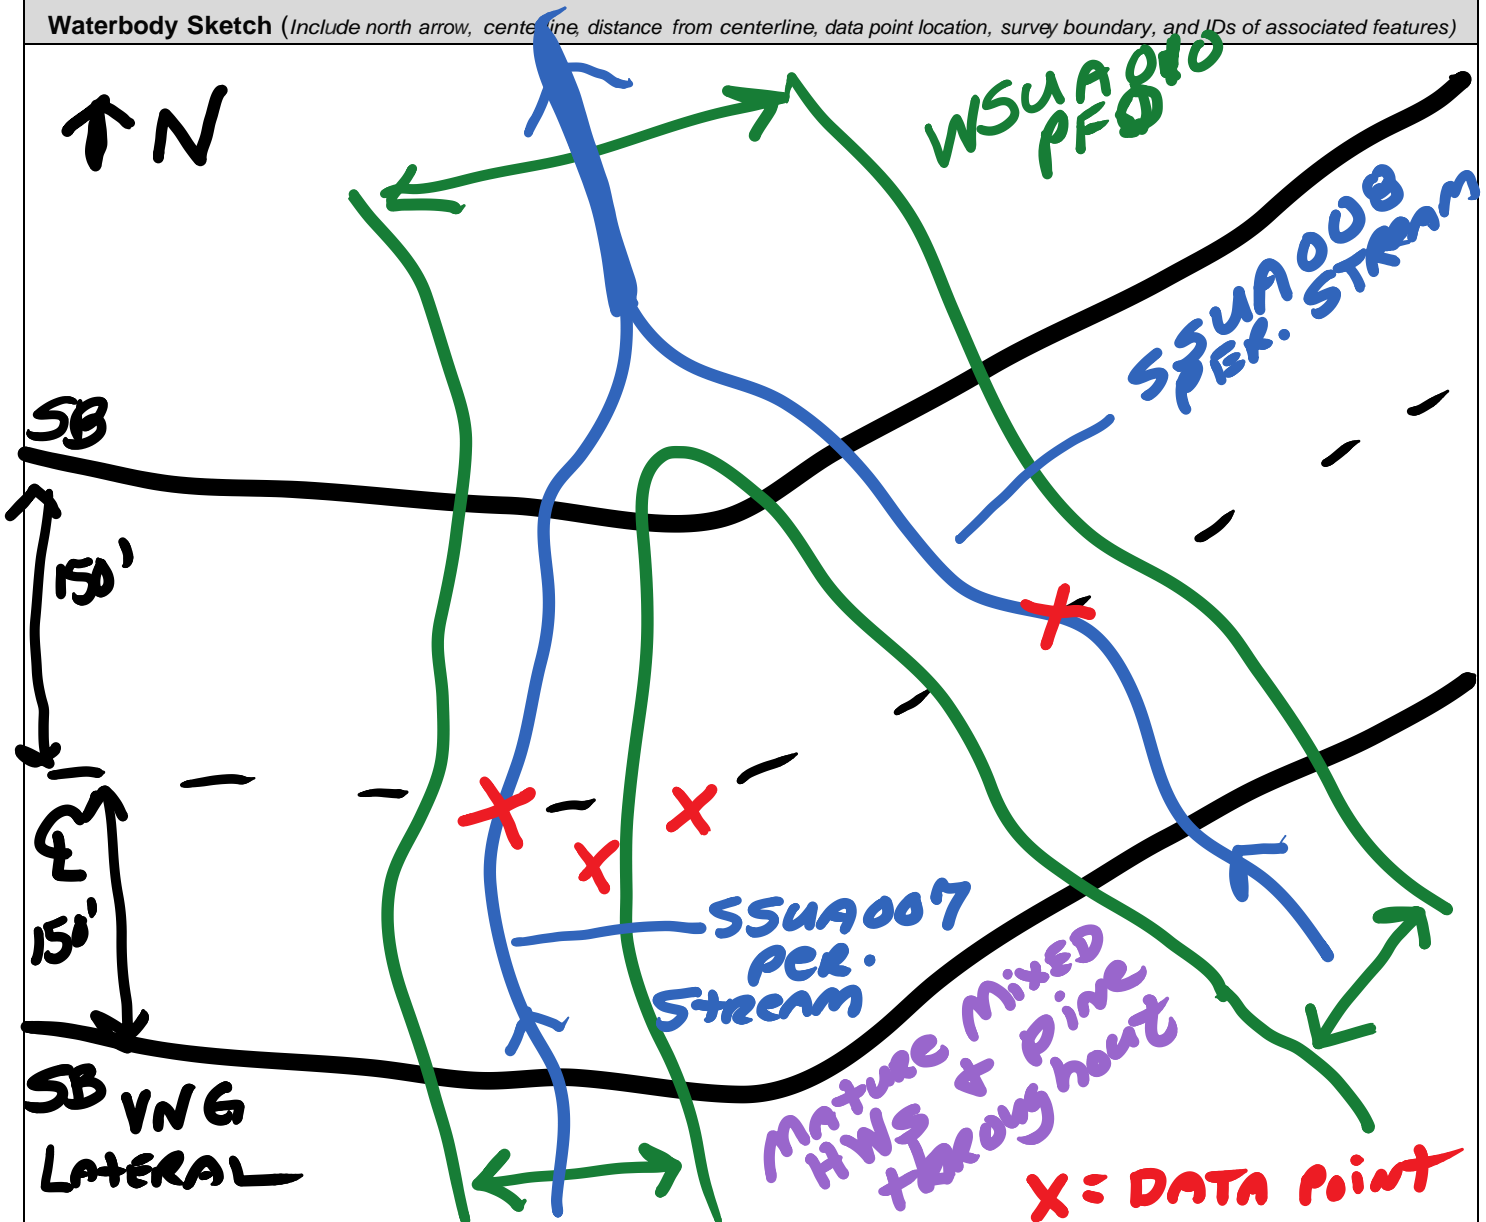 Waterbody Sketch (Include north arrow, centerline, distance from centerline, data point location, survey boundary, and IDs of associated features)
N
WSUA010
PFO
SSUA008
PER. STREAM
SB
150'
CL
150'
SSUA007
PER.
STREAM
MATURE MIXED
HWS + PINE
THROUGHOUT
SB VNG
LATERAL
X = DATA POINT